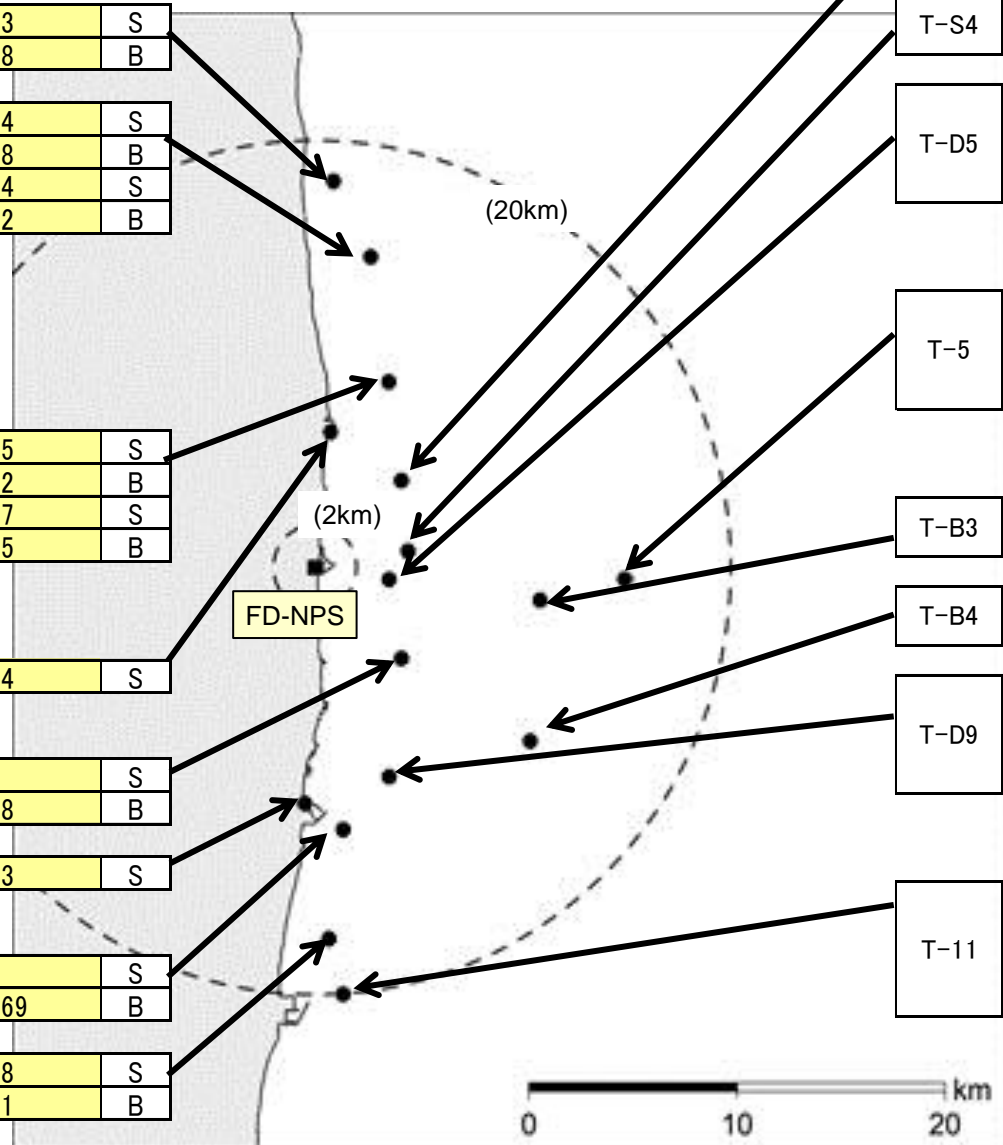 3 S
8 B
4 S
8 B
4 S
2 B
5 S
2 B
7 S
5 B
4 S
S
8 B
3 S
S
69 B
8 S
1 B
(20km)
(2km)
FD-NPS
T-S4
T-D5
T-5
T-B3
T-B4
T-D9
T-11
km
0 10 20